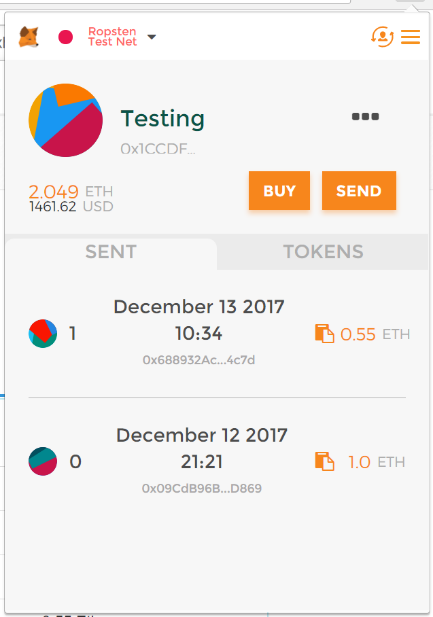 Ropsten
Test Net
Testing
0x1CCDF...
2.049 ETH
1461.62 USD
BUY
SEND
SENT
TOKENS
December 13 2017
1
10:34
0.55 ETH
0x688932Ac...4c7d
December 12 2017
0
21:21
1.0 ETH
0x09CdB96B...D869